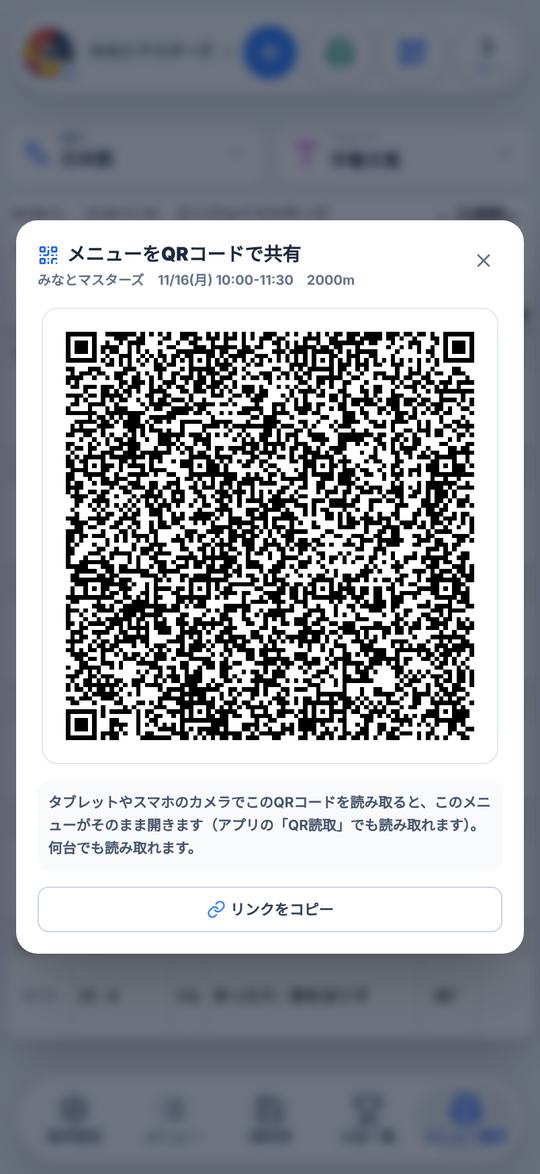 メニューをQRコードで共有
みなとマスターズ　11/16(月) 10:00-11:30　2000m
タブレットやスマホのカメラでこのQRコードを読み取ると、このメニ
ューがそのまま開きます（アプリの「QR読取」でも読み取れます）。
何台でも読み取れます。
リンクをコピー